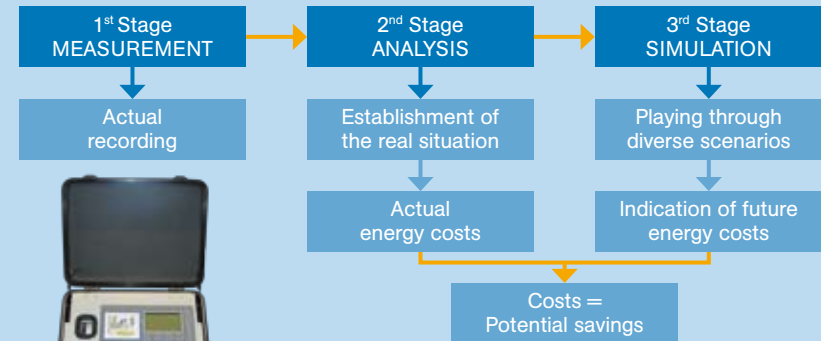 1st Stage
MEASUREMENT
2nd Stage
ANALYSIS
3rd Stage
SIMULATION
Actual
recording
Establishment of
the real situation
Playing through
diverse scenarios
Actual
energy costs
Indication of future
energy costs
Costs =
Potential savings